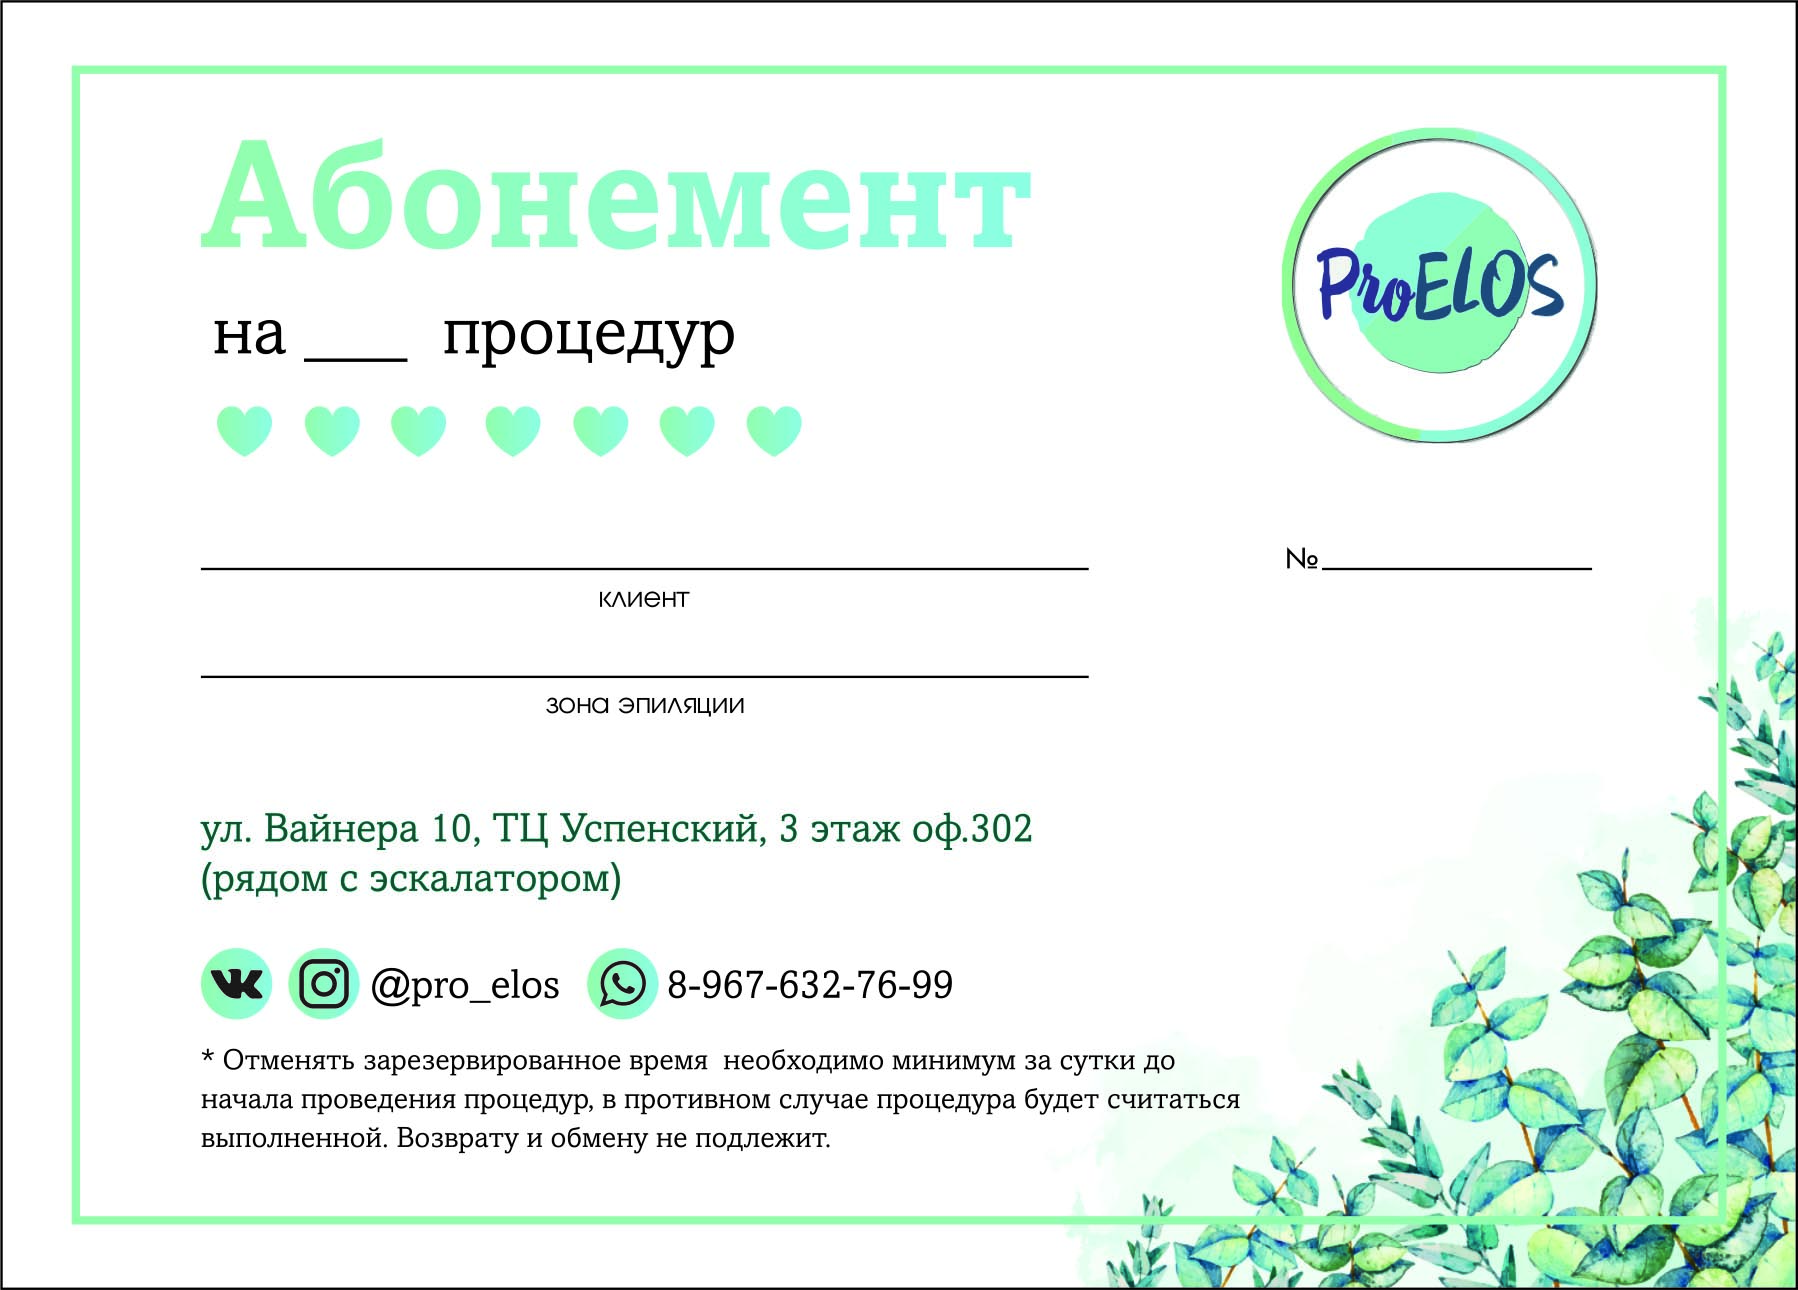 Абонемент
ProELOS
на ___ процедур
№
клиент
зона эпиляции
ул. Вайнера 10, ТЦ Успенский, 3 этаж оф.302
(рядом с эскалатором)
@pro_elos 8-967-632-76-99
* Отменять зарезервированное время необходимо минимум за сутки до
начала проведения процедур, в противном случае процедура будет считаться
выполненной. Возврату и обмену не подлежит.